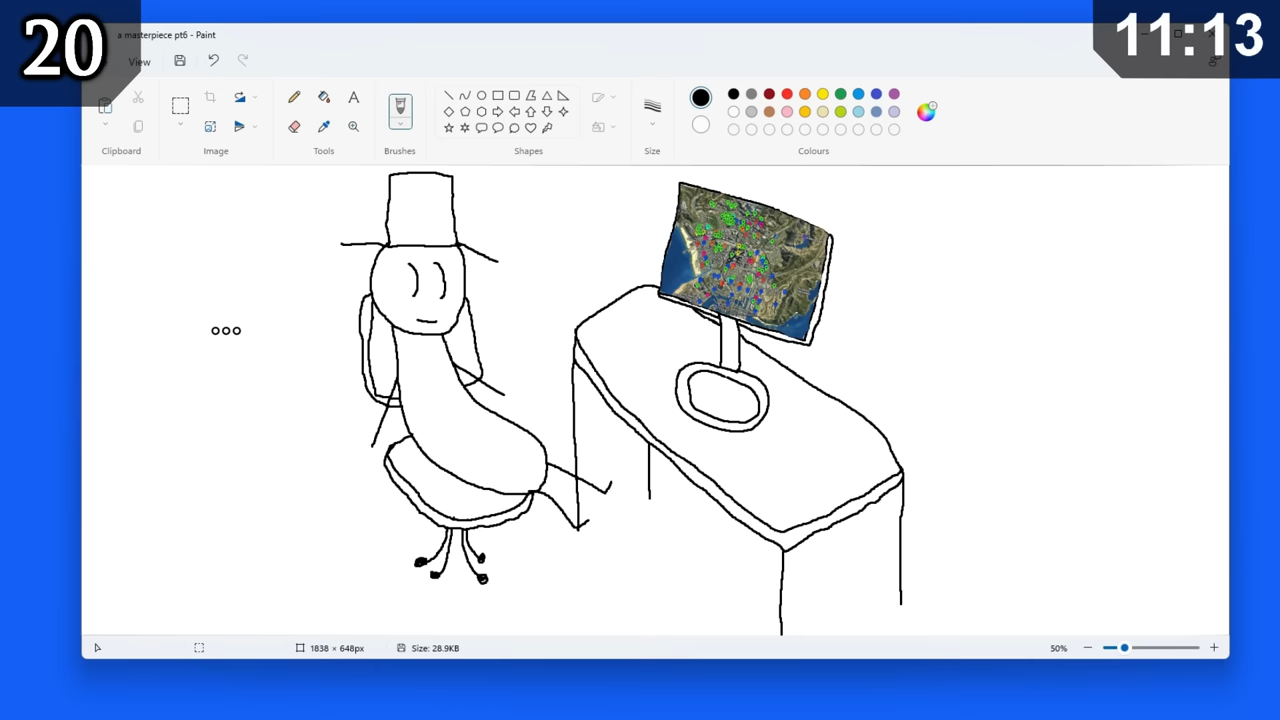 20
11:13
a masterpiece pt6 - Paint
View
Clipboard
Image
Tools
Brushes
Shapes
Size
Colours
A
1838 × 648px
Size: 28.9KB
50%